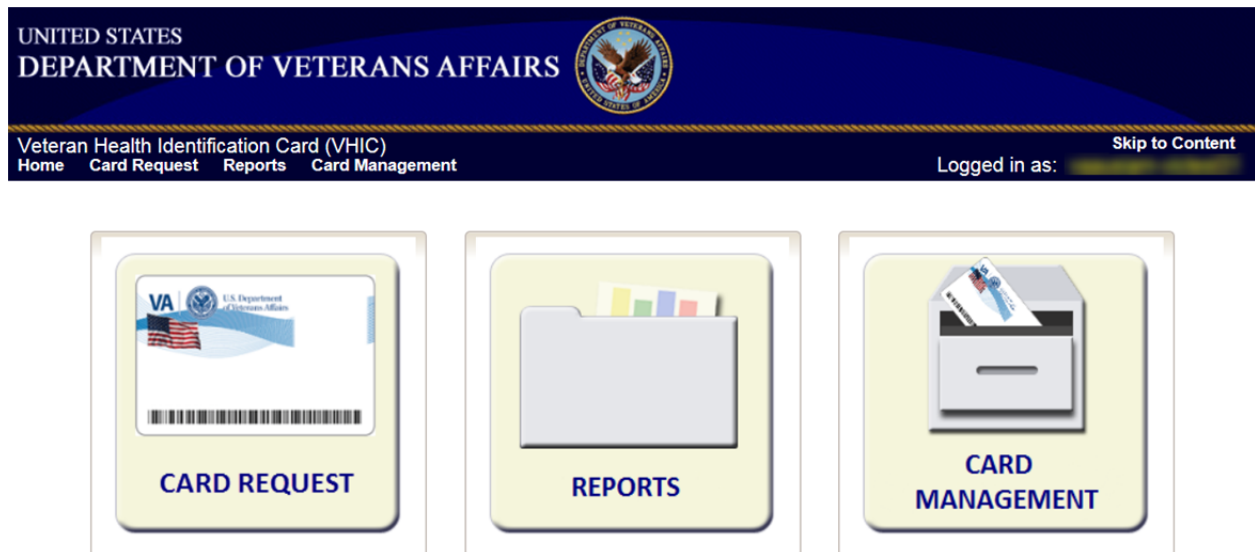 UNITED STATES
DEPARTMENT OF VETERANS AFFAIRS
Veteran Health Identification Card (VHIC)
Skip to Content
Home Card Request Reports Card Management
Logged in as:
VA
U.S. Department
of Veterans Affairs
CARD REQUEST
REPORTS
CARD
MANAGEMENT